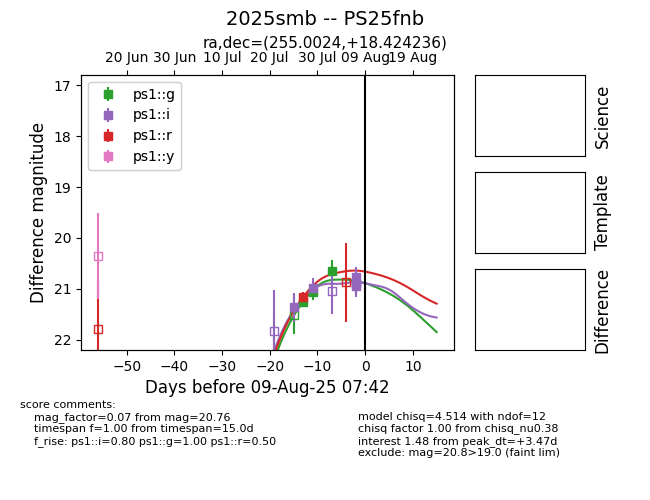 2025smb -- PS25fnb
ra,dec=(255.0024,+18.424236)
20 Jun 30 Jun 10 Jul 20 Jul 30 Jul 09 Aug 19 Aug
ps1::g
ps1::i
ps1::r
ps1::y
17
18
19
20
21
22
Difference magnitude
−50 −40 −30 −20 −10 0 10
Days before 09-Aug-25 07:42
Science
Template
Difference
score comments:
mag_factor=0.07 from mag=20.76
timespan f=1.00 from timespan=15.0d
f_rise: ps1::i=0.80 ps1::g=1.00 ps1::r=0.50
model chisq=4.514 with ndof=12
chisq factor 1.00 from chisq_nu0.38
interest 1.48 from peak_dt=+3.47d
exclude: mag=20.8>19.0 (faint lim)